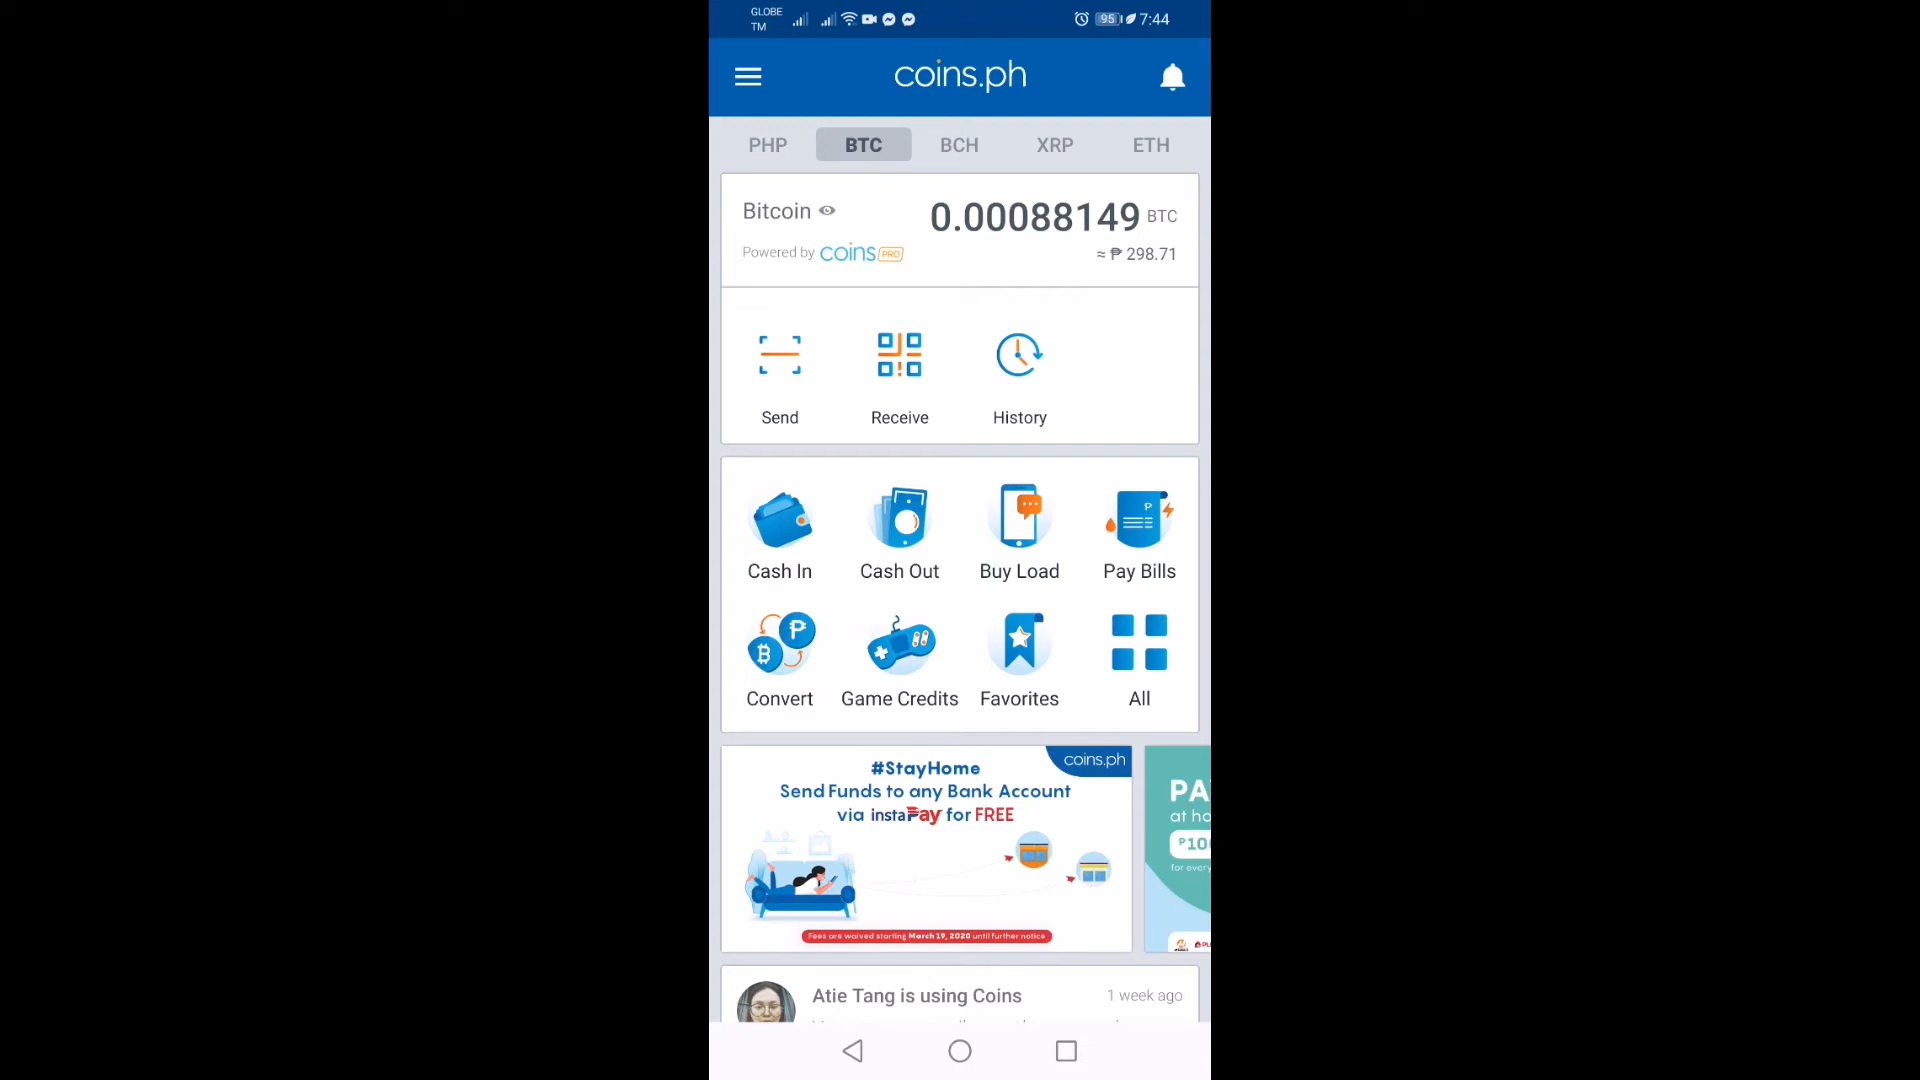 GLOBE
TM
95
7:44
coins.ph
PHP
BTC
BCH
XRP
ETH
Bitcoin
0.00088149 BTC
Powered by coins PRO
≈ ₱ 298.71
Send
Receive
History
Cash In
Cash Out
Buy Load
Pay Bills
Convert
Game Credits
Favorites
All
coins.ph
#StayHome
Send Funds to any Bank Account
via instaPay for FREE
Fees are waived starting March 19, 2020 until further notice
PA
at ho
₱10
for every
Atie Tang is using Coins
1 week ago